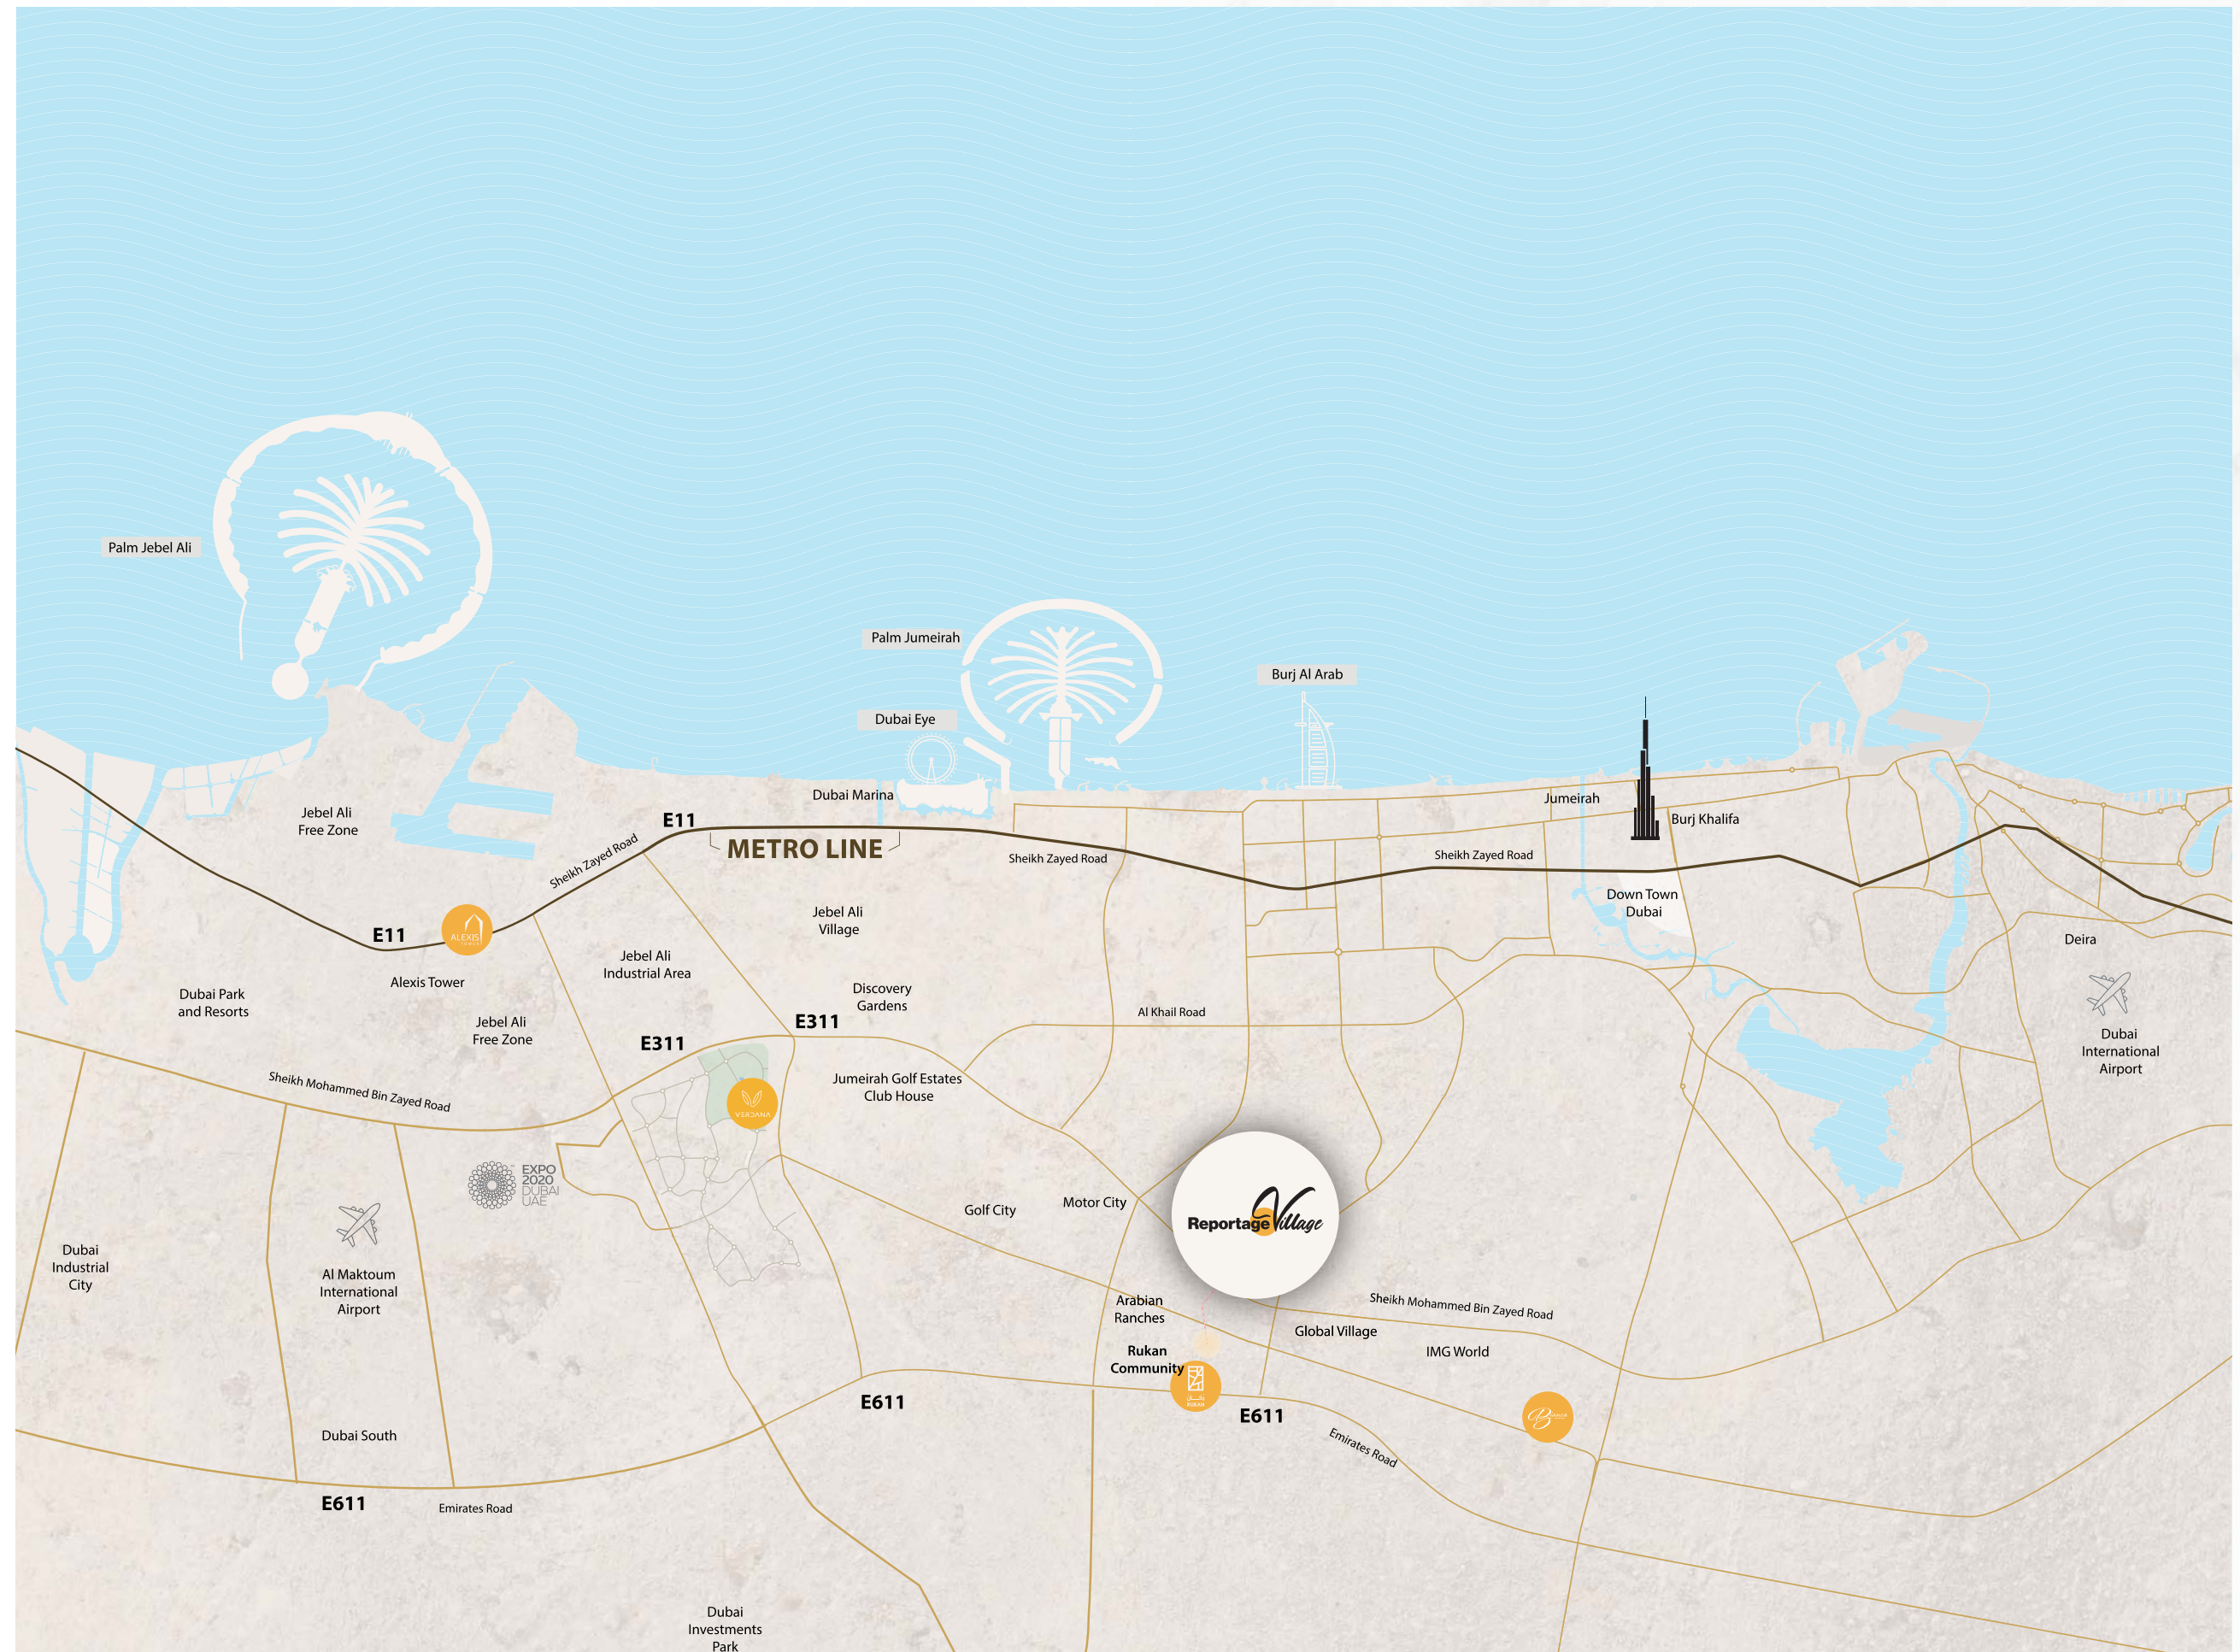 Palm Jebel Ali
Palm Jumeirah
Burj Al Arab
Dubai Eye
Dubai Marina
Jumeirah
Jebel Ali
Free Zone
E11
Burj Khalifa
METRO LINE
Sheikh Zayed Road
Sheikh Zayed Road
Sheikh Zayed Road
Down Town
Dubai
Jebel Ali
Village
E11
ALEXIS
TOWER
Deira
Jebel Ali
Industrial Area
Alexis Tower
Dubai Park
and Resorts
Discovery
Gardens
Al Khail Road
Jebel Ali
Free Zone
E311
E311
Dubai
International
Airport
Sheikh Mohammed Bin Zayed Road
Jumeirah Golf Estates
Club House
VERDANA
EXPO
2020
DUBAI
UAE
Golf City
Motor City
Reportage Village
Dubai
Industrial
City
Al Maktoum
International
Airport
Arabian
Ranches
Sheikh Mohammed Bin Zayed Road
Global Village
IMG World
Rukan
Community
روكان
RUKAN
E611
E611
Emirates Road
Dubai South
E611
Emirates Road
Dubai
Investments
Park